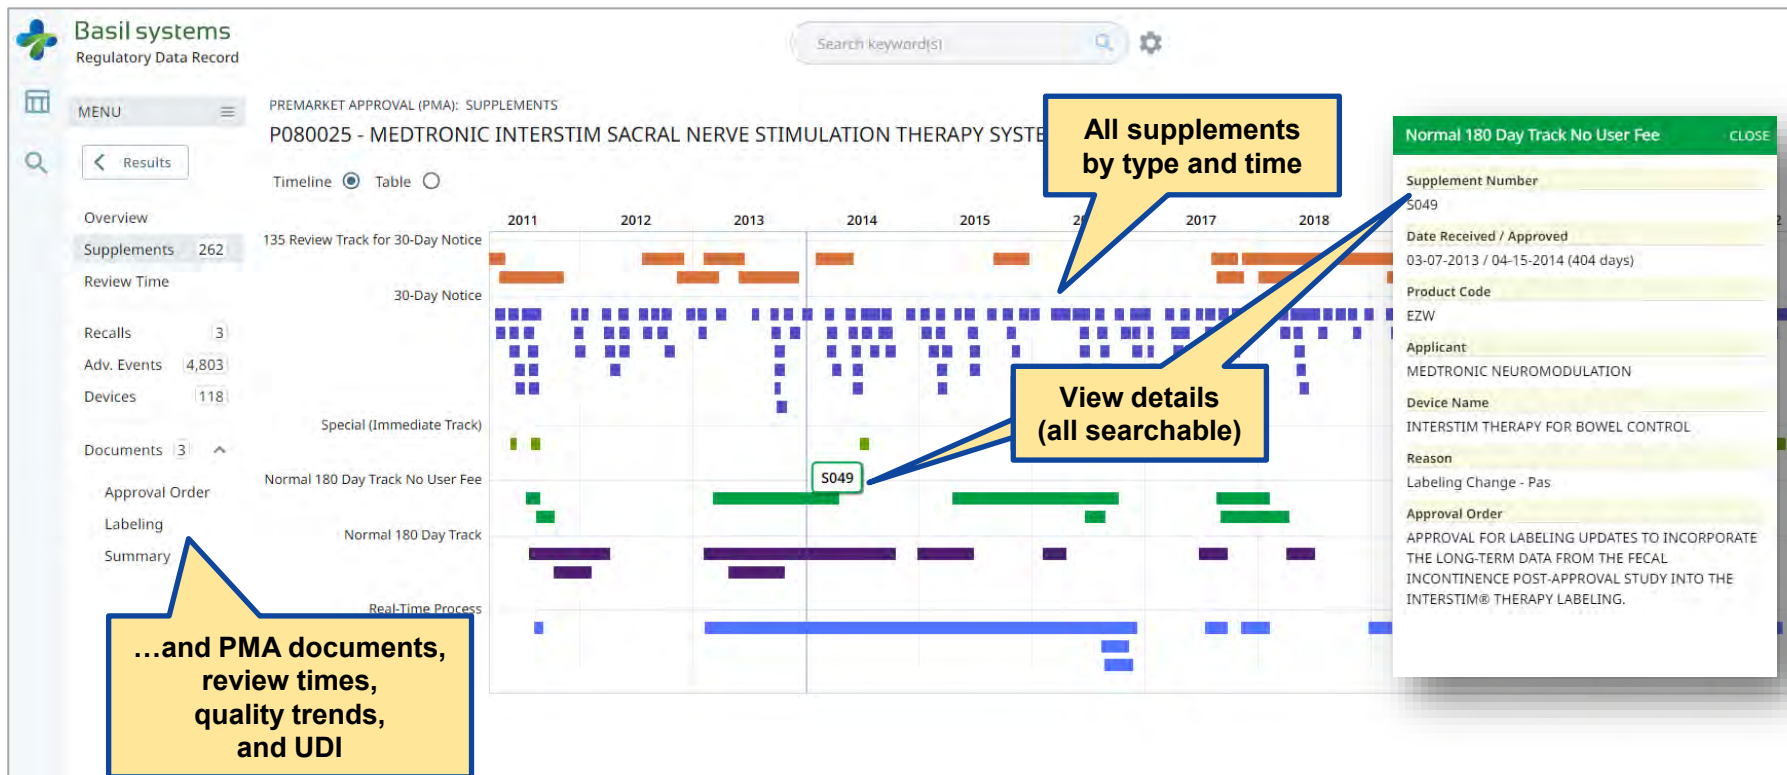 Basil systems
Regulatory Data Record
Search keyword(s)
MENU
Results
Overview
Supplements 262
Review Time
Recalls 3
Adv. Events 4,803
Devices 118
Documents 3
Approval Order
Labeling
Summary
PREMARKET APPROVAL (PMA): SUPPLEMENTS
P080025 - MEDTRONIC INTERSTIM SACRAL NERVE STIMULATION THERAPY SYSTE
Timeline Table
2011 2012 2013 2014 2015 2017 2018
135 Review Track for 30-Day Notice
30-Day Notice
Special (Immediate Track)
Normal 180 Day Track No User Fee
S049
Normal 180 Day Track
Real-Time Process
All supplements
by type and time
View details
(all searchable)
…and PMA documents,
review times,
quality trends,
and UDI
Normal 180 Day Track No User Fee CLOSE
Supplement Number
S049
Date Received / Approved
03-07-2013 / 04-15-2014 (404 days)
Product Code
EZW
Applicant
MEDTRONIC NEUROMODULATION
Device Name
INTERSTIM THERAPY FOR BOWEL CONTROL
Reason
Labeling Change - Pas
Approval Order
APPROVAL FOR LABELING UPDATES TO INCORPORATE
THE LONG-TERM DATA FROM THE FECAL
INCONTINENCE POST-APPROVAL STUDY INTO THE
INTERSTIM® THERAPY LABELING.